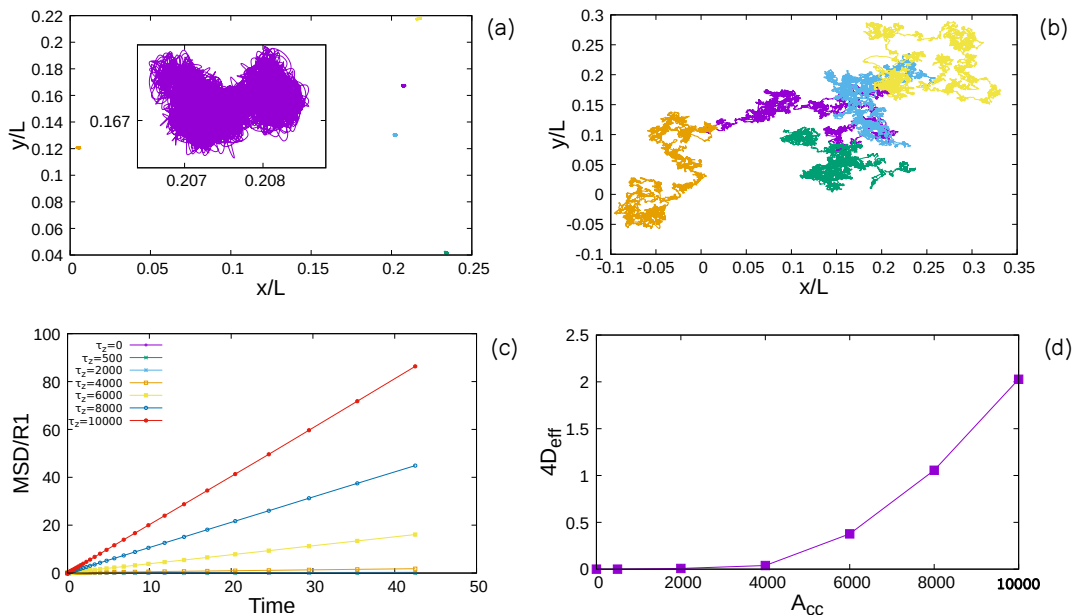 (a)
y/L
0.22
0.2
0.18
0.16
0.14
0.12
0.1
0.08
0.06
0.04
0.167
0.207 0.208
0 0.05 0.1 0.15 0.2 0.25
x/L
(b)
y/L
0.3
0.25
0.2
0.15
0.1
0.05
0
-0.05
-0.1
-0.1 -0.05 0 0.05 0.1 0.15 0.2 0.25 0.3 0.35
x/L
(c)
MSD/R1
100
80
60
40
20
0
τz=0
τz=500
τz=2000
τz=4000
τz=6000
τz=8000
τz=10000
0 10 20 30 40 50
Time
(d)
4Deff
2.5
2
1.5
1
0.5
0
0 2000 4000 6000 8000 10000
Acc